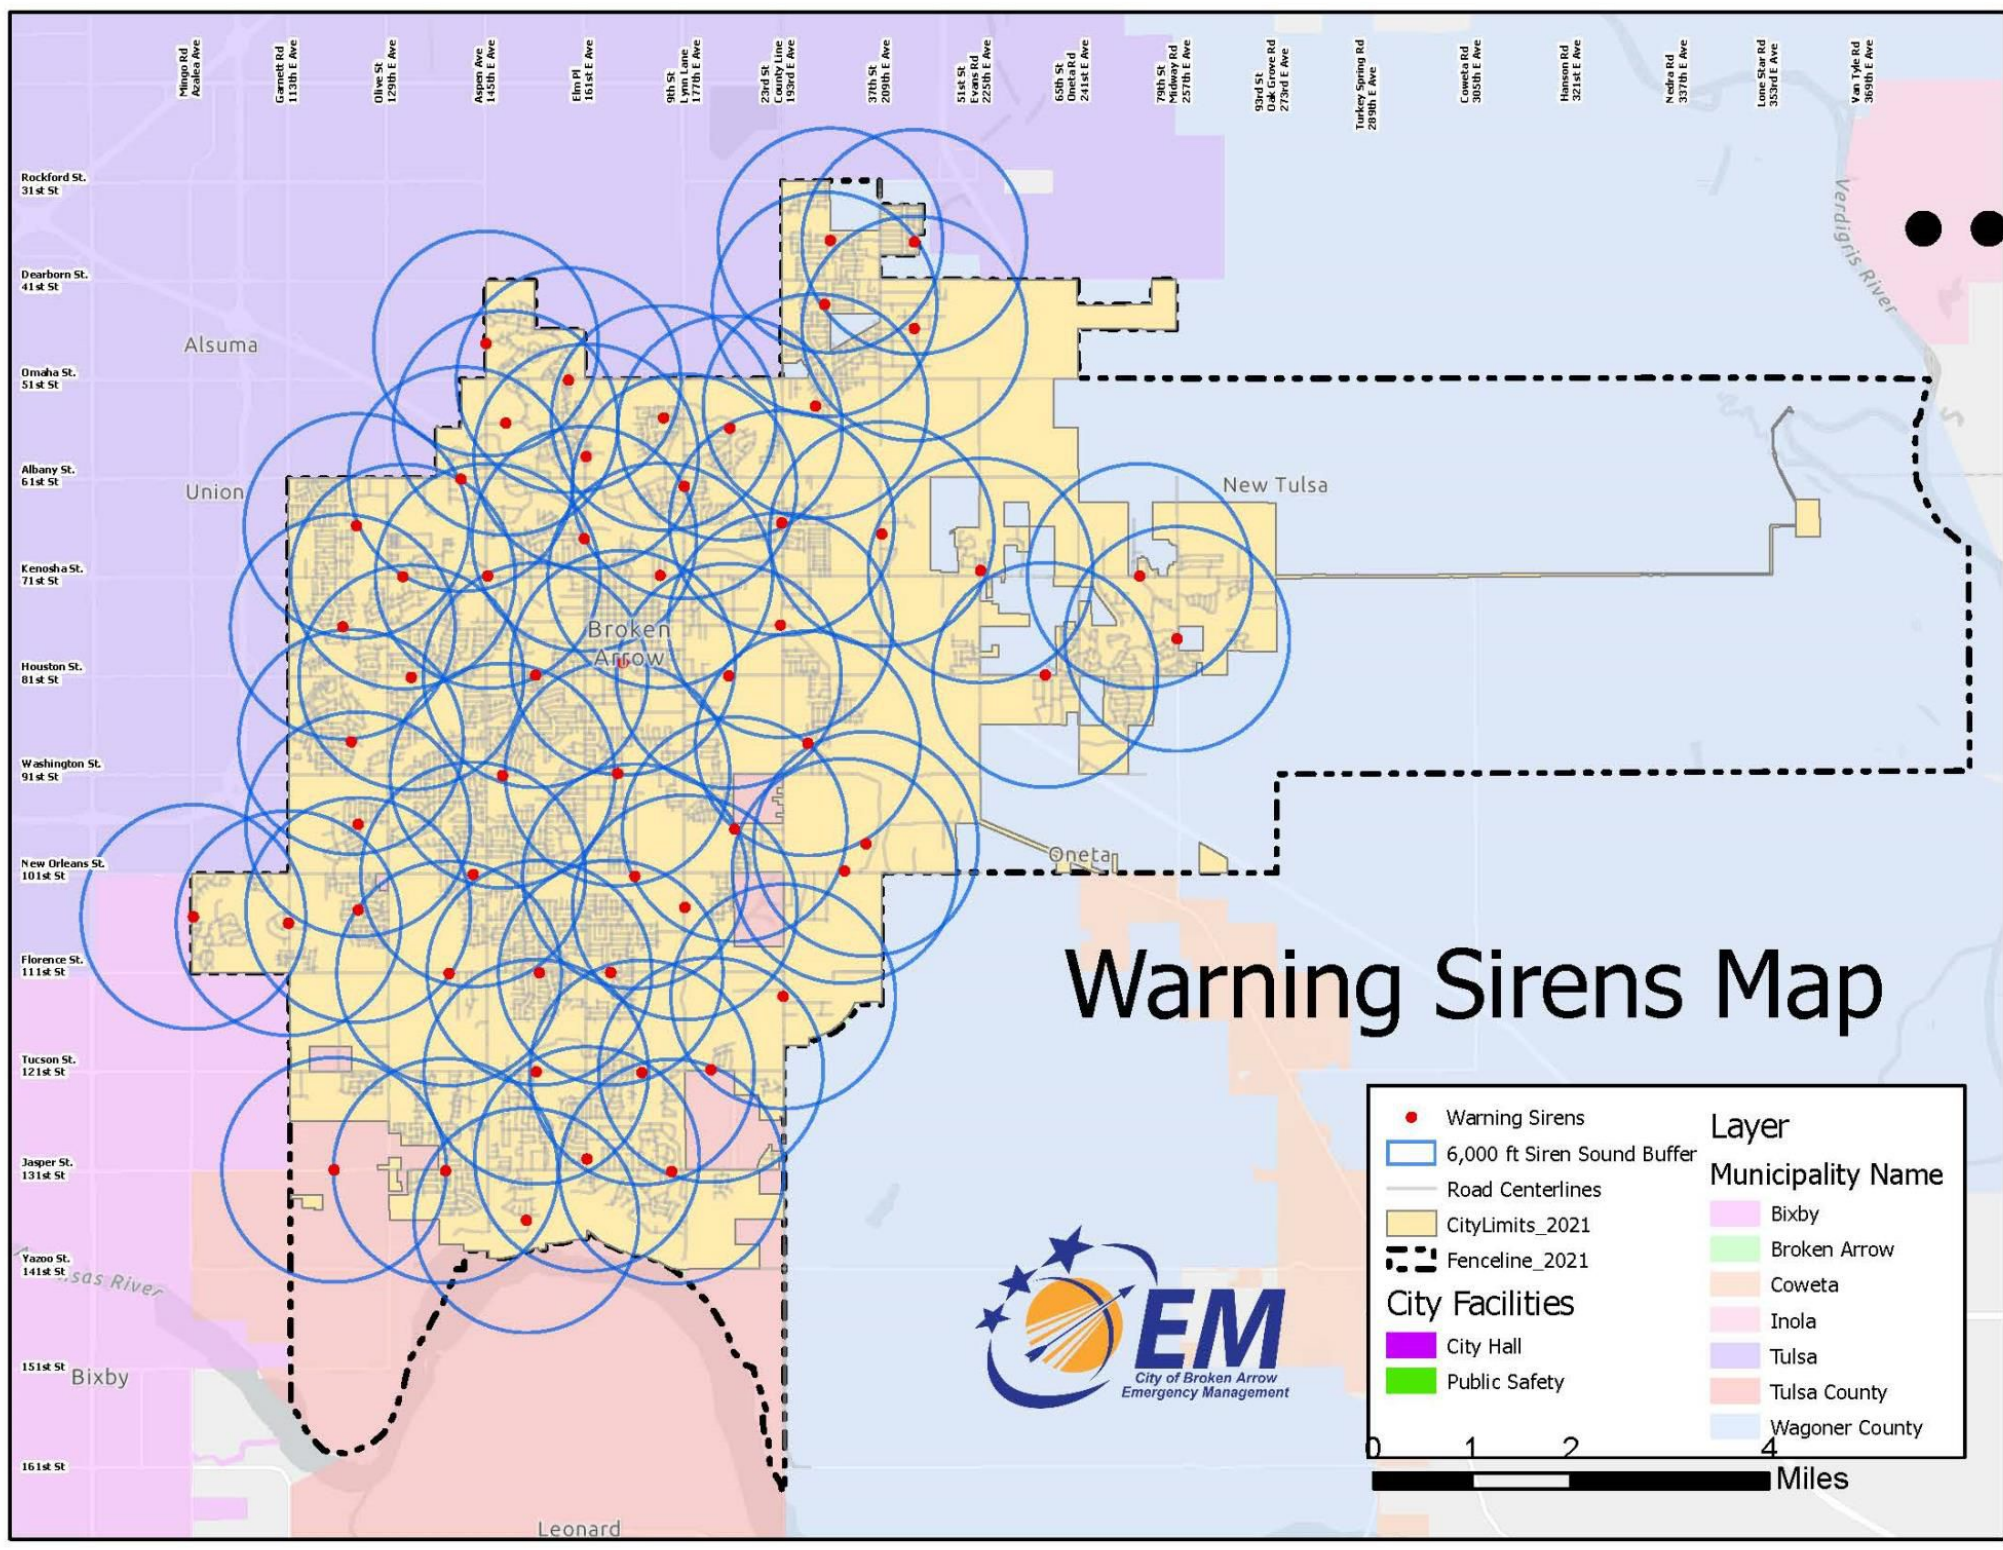 Mingo Rd
Azalea Ave
Garnett Rd
113th E Ave
Olive St
129th E Ave
Aspen Ave
145th E Ave
Elm Pl
161st E Ave
9th St
Lynn Lane
177th E Ave
23rd St
County Line
193rd E Ave
37th St
209th E Ave
51st St
Evans Rd
225th E Ave
65th St
Oneta Rd
241st E Ave
79th St
Midway Rd
257th E Ave
93rd St
Oak Grove Rd
273rd E Ave
Turkey Spring Rd
289th E Ave
Coweta Rd
305th E Ave
Hanson Rd
321st E Ave
Nedra Rd
337th E Ave
Lone Star Rd
353rd E Ave
Van Tyle Rd
369th E Ave
Rockford St.
31st St
Dearborn St.
41st St
Omaha St.
51st St
Albany St.
61st St
Kenosha St.
71st St
Houston St.
81st St
Washington St.
91st St
New Orleans St.
101st St
Florence St.
111st St
Tucson St.
121st St
Jasper St.
131st St
Yazoo St.
141st St
151st St
161st St
Verdigris River
Alsuma
Union
New Tulsa
Broken
Arrow
Oneta
River
Bixby
Leonard
Warning Sirens Map
EM
City of Broken Arrow
Emergency Management
Warning Sirens
6,000 ft Siren Sound Buffer
Road Centerlines
CityLimits_2021
Fenceline_2021
City Facilities
City Hall
Public Safety
Layer
Municipality Name
Bixby
Broken Arrow
Coweta
Inola
Tulsa
Tulsa County
Wagoner County
0 1 2 4
Miles